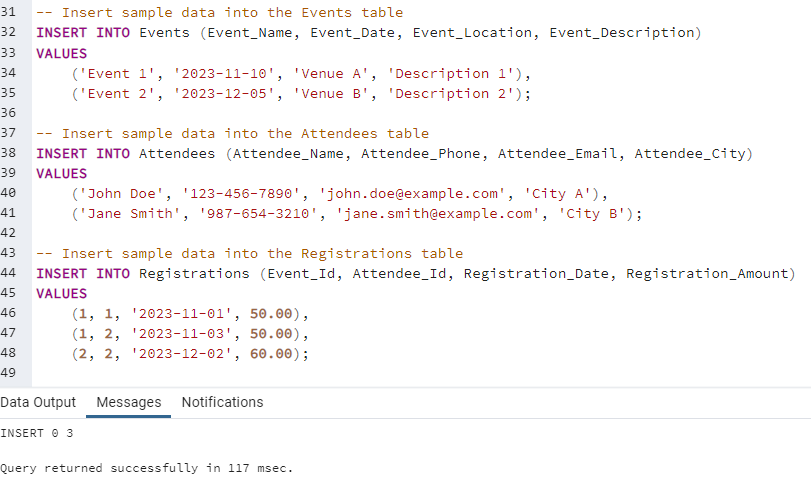 31 -- Insert sample data into the Events table
32 INSERT INTO Events (Event_Name, Event_Date, Event_Location, Event_Description)
33 VALUES
34     ('Event 1', '2023-11-10', 'Venue A', 'Description 1'),
35     ('Event 2', '2023-12-05', 'Venue B', 'Description 2');
36
37 -- Insert sample data into the Attendees table
38 INSERT INTO Attendees (Attendee_Name, Attendee_Phone, Attendee_Email, Attendee_City)
39 VALUES
40     ('John Doe', '123-456-7890', 'john.doe@example.com', 'City A'),
41     ('Jane Smith', '987-654-3210', 'jane.smith@example.com', 'City B');
42
43 -- Insert sample data into the Registrations table
44 INSERT INTO Registrations (Event_Id, Attendee_Id, Registration_Date, Registration_Amount)
45 VALUES
46     (1, 1, '2023-11-01', 50.00),
47     (1, 2, '2023-11-03', 50.00),
48     (2, 2, '2023-12-02', 60.00);
49
Data Output Messages Notifications
INSERT 0 3
Query returned successfully in 117 msec.